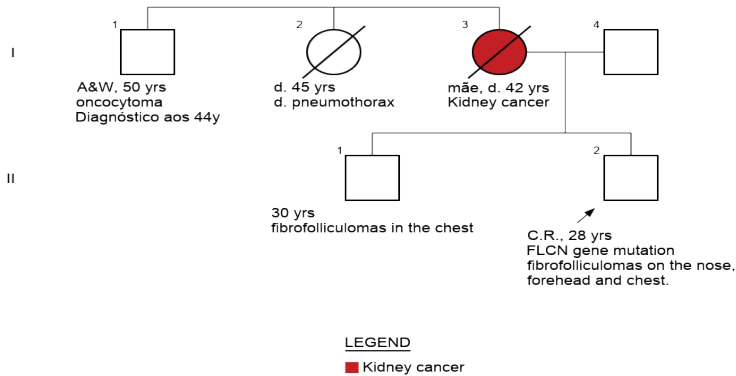 1
2
3
4
I
A&W, 50 yrs
oncocytoma
Diagnóstico aos 44y
d. 45 yrs
d. pneumothorax
mãe, d. 42 yrs
Kidney cancer
1
2
II
30 yrs
fibrofolliculomas in the chest
C.R., 28 yrs
FLCN gene mutation
fibrofolliculomas on the nose,
forehead and chest.
LEGEND
Kidney cancer